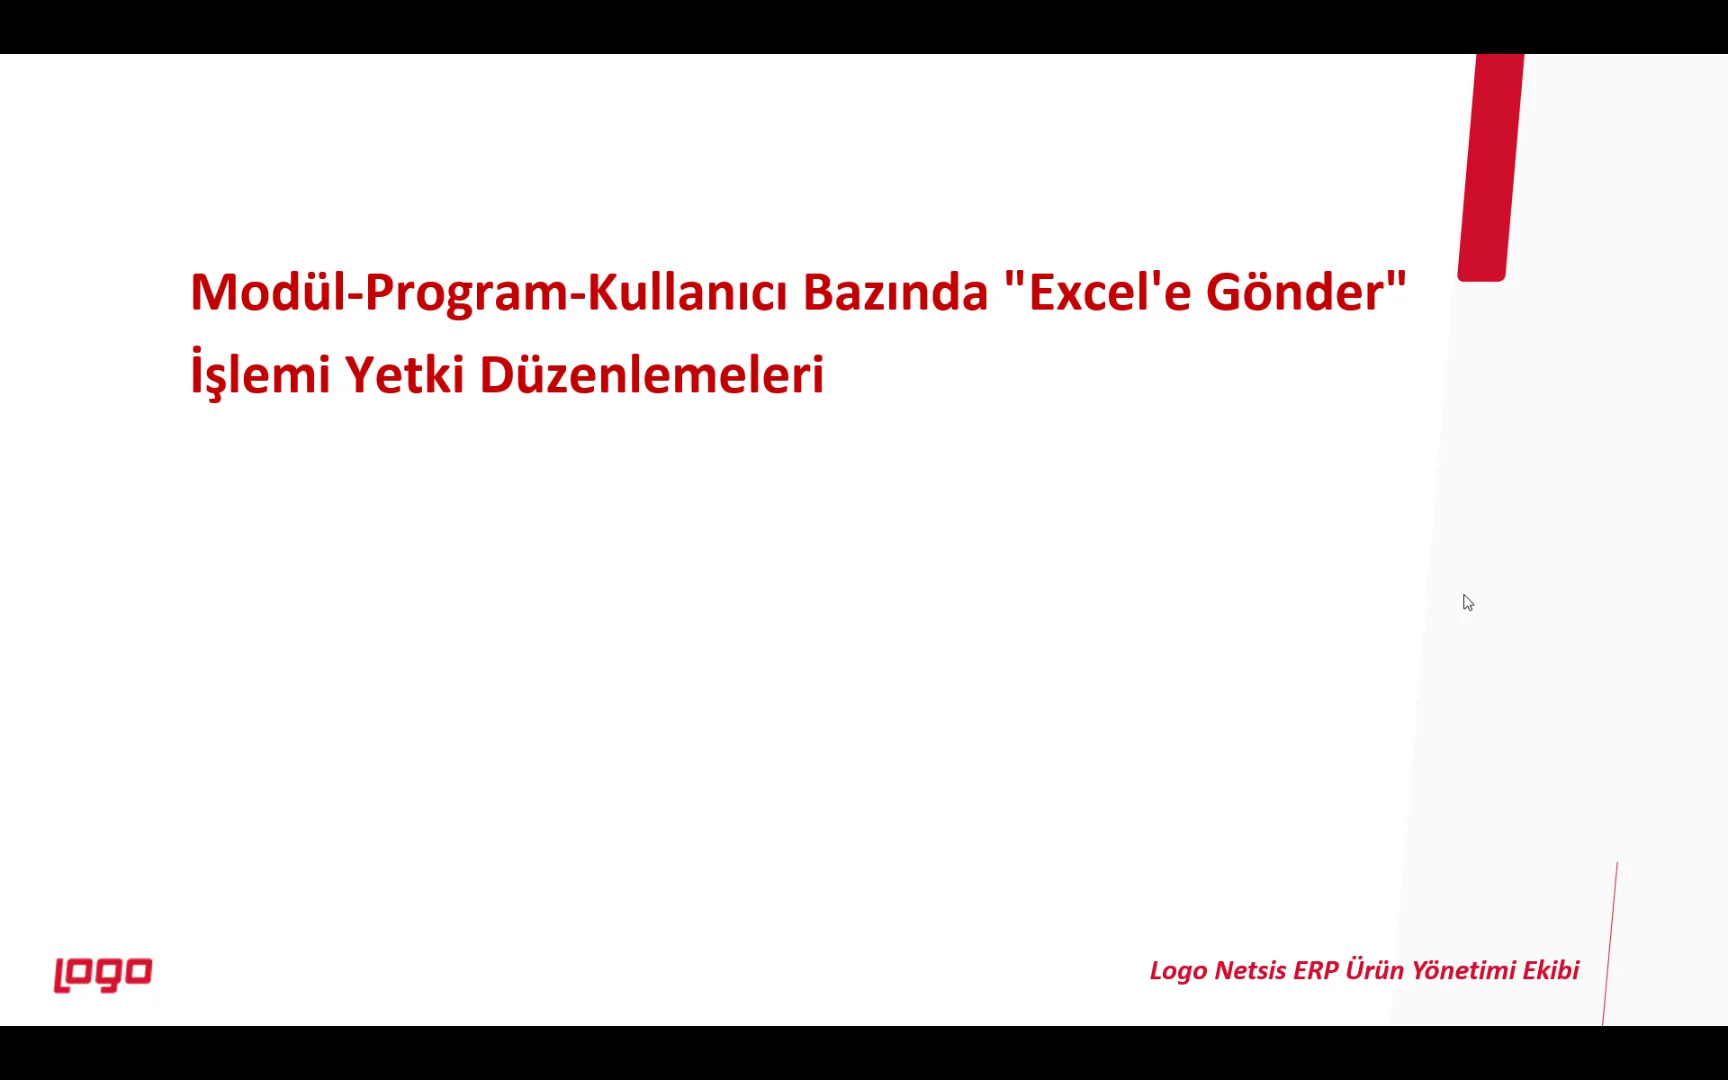 Modül-Program-Kullanıcı Bazında "Excel'e Gönder"
İşlemi Yetki Düzenlemeleri
LOGO
Logo Netsis ERP Ürün Yönetimi Ekibi